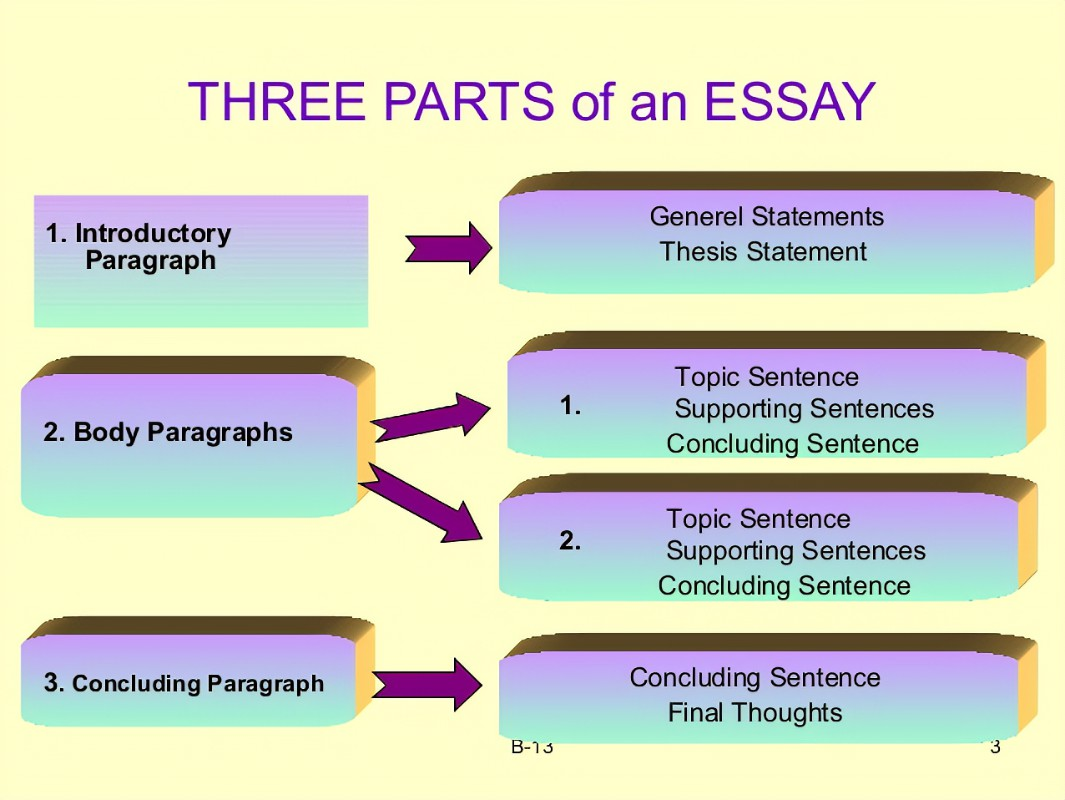 THREE PARTS of an ESSAY
1. Introductory
Paragraph
Generel Statements
Thesis Statement
2. Body Paragraphs
1.
Topic Sentence
Supporting Sentences
Concluding Sentence
2.
Topic Sentence
Supporting Sentences
Concluding Sentence
3. Concluding Paragraph
Concluding Sentence
Final Thoughts
B-13
3